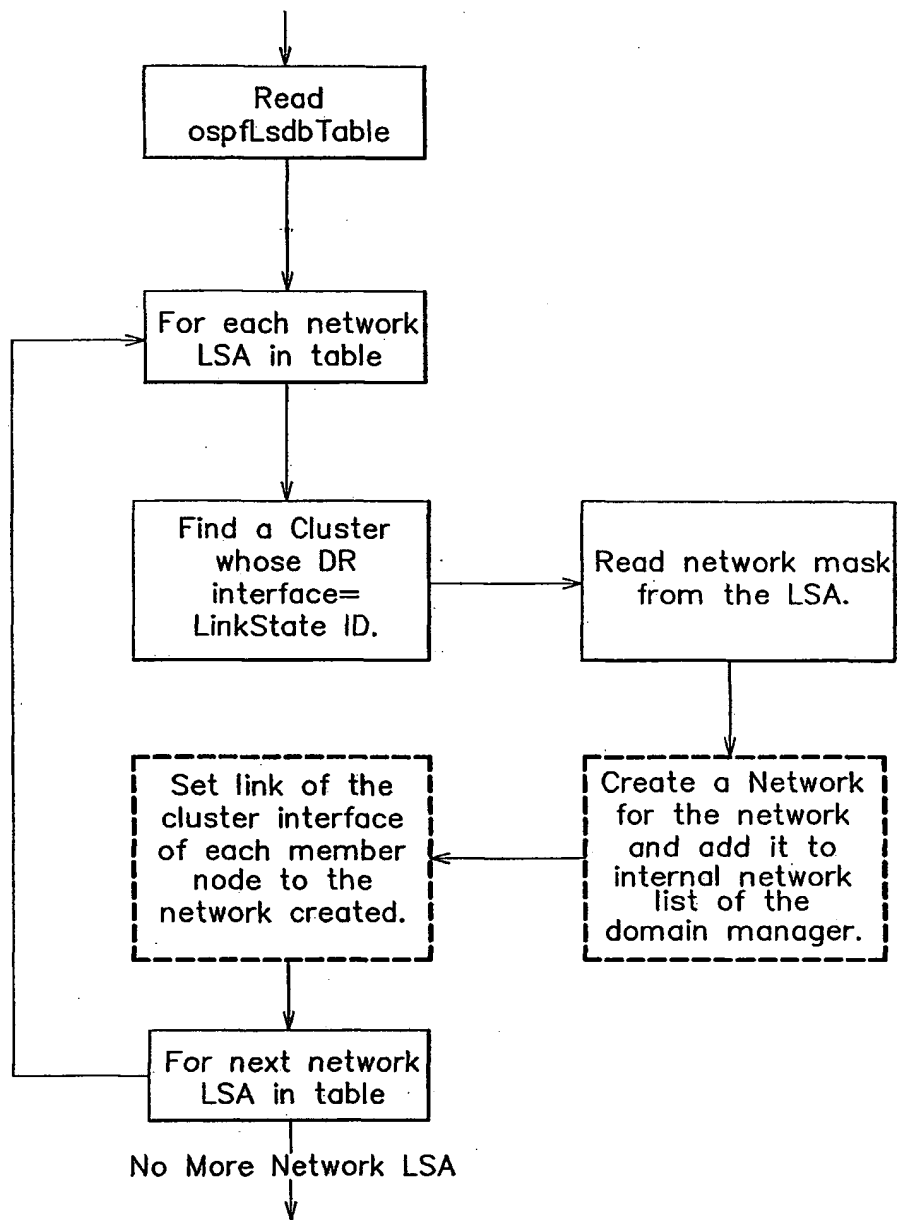 Read
ospfLsdbTable
For each network
LSA in table
Find a Cluster
whose DR
interface=
LinkState ID.
Read network mask
from the LSA.
Create a Network
for the network
and add it to
internal network
list of the
domain manager.
Set link of the
cluster interface
of each member
node to the
network created.
For next network
LSA in table
No More Network LSA